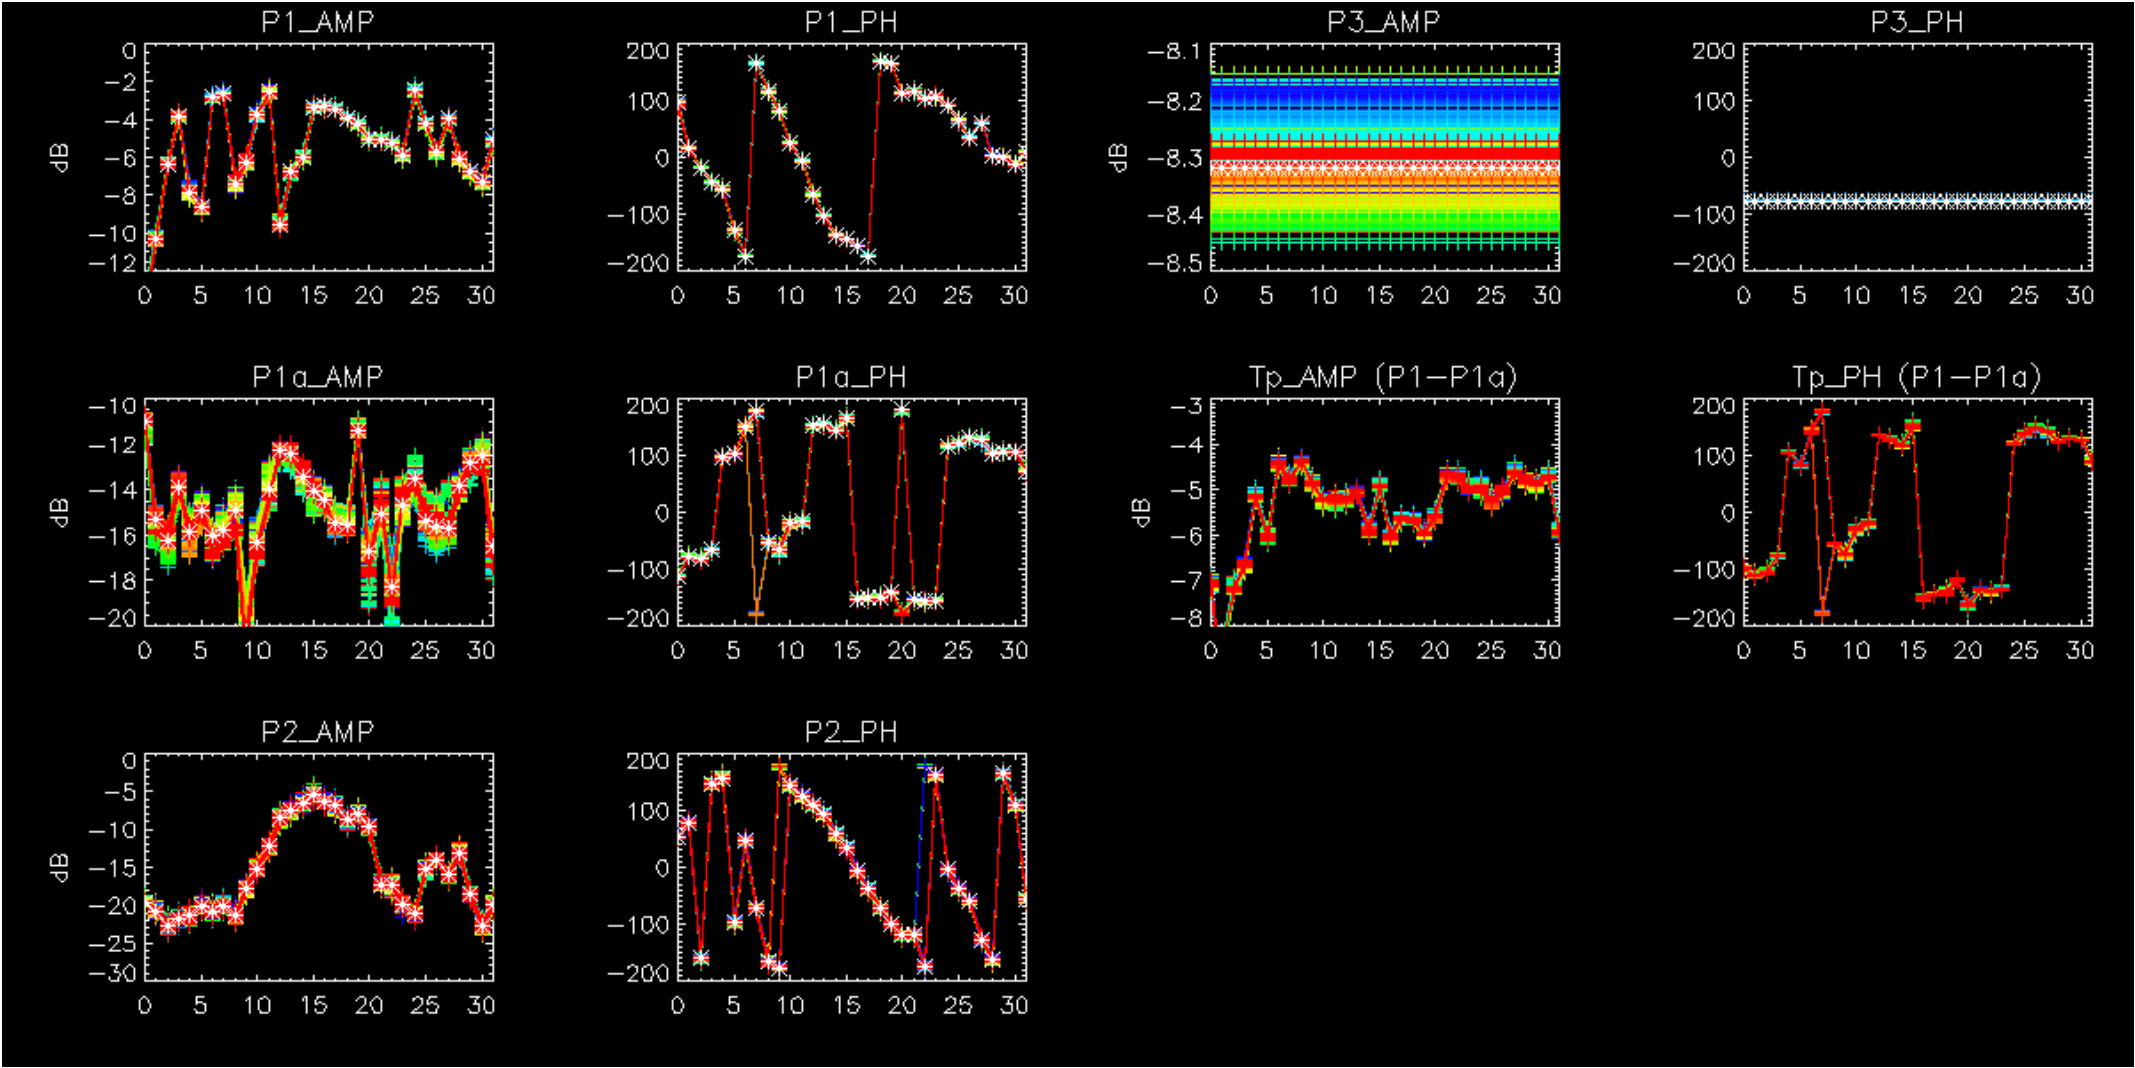 P1_AMP
P1_PH
P3_AMP
P3_PH
0
-2
-4
-6
-8
-10
-12
dB
0 5 10 15 20 25 30
200
100
0
-100
-200
0 5 10 15 20 25 30
-8.1
-8.2
-8.3
-8.4
-8.5
dB
0 5 10 15 20 25 30
200
100
0
-100
-200
0 5 10 15 20 25 30
P1a_AMP
P1a_PH
Tp_AMP (P1-P1a)
Tp_PH (P1-P1a)
-10
-12
-14
-16
-18
-20
dB
0 5 10 15 20 25 30
200
100
0
-100
-200
0 5 10 15 20 25 30
-3
-4
-5
-6
-7
-8
dB
0 5 10 15 20 25 30
200
100
0
-100
-200
0 5 10 15 20 25 30
P2_AMP
P2_PH
0
-5
-10
-15
-20
-25
-30
dB
0 5 10 15 20 25 30
200
100
0
-100
-200
0 5 10 15 20 25 30